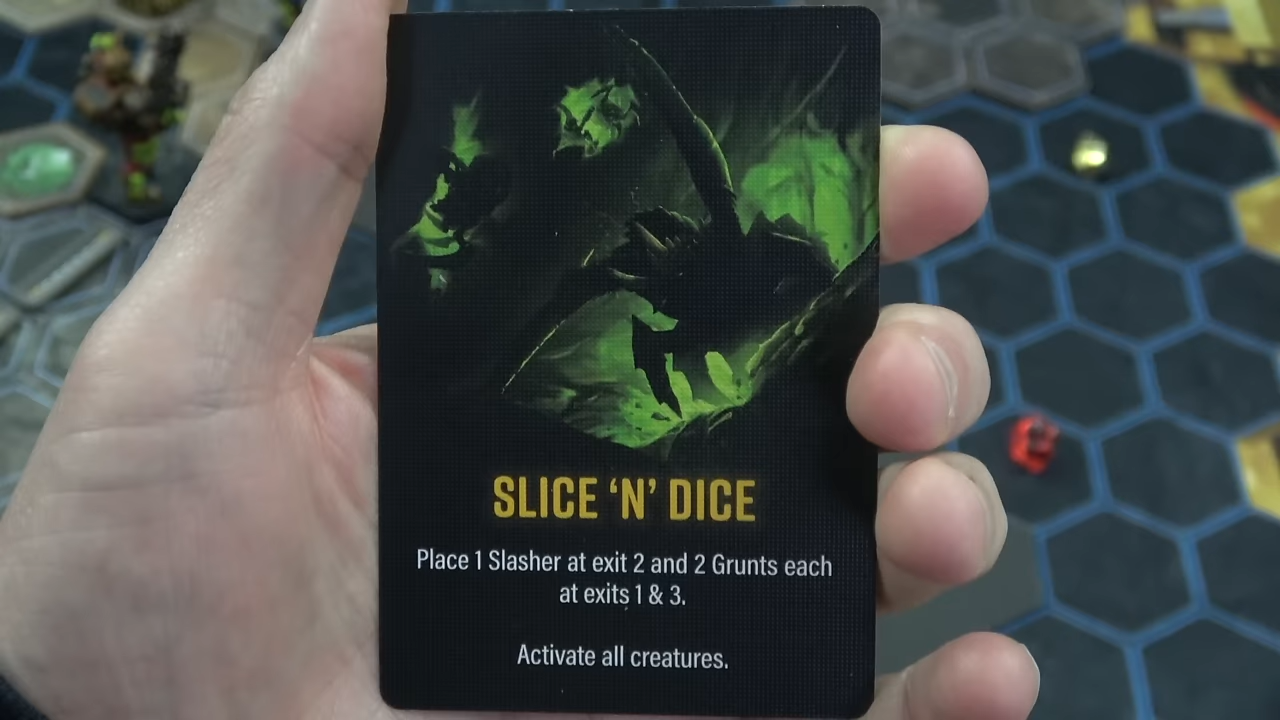 SLICE ‘N’ DICE
Place 1 Slasher at exit 2 and 2 Grunts each
at exits 1 & 3.
Activate all creatures.